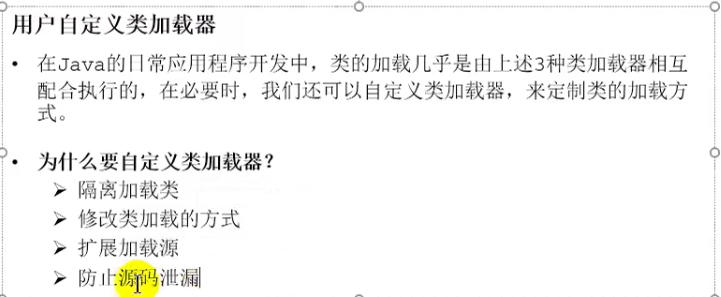 用户自定义类加载器
• 在Java的日常应用程序开发中，类的加载几乎是由上述3种类加载器相互
配合执行的，在必要时，我们还可以自定义类加载器，来定制类的加载方
式。
• 为什么要自定义类加载器？
➢ 隔离加载类
➢ 修改类加载的方式
➢ 扩展加载源
➢ 防止源码泄漏